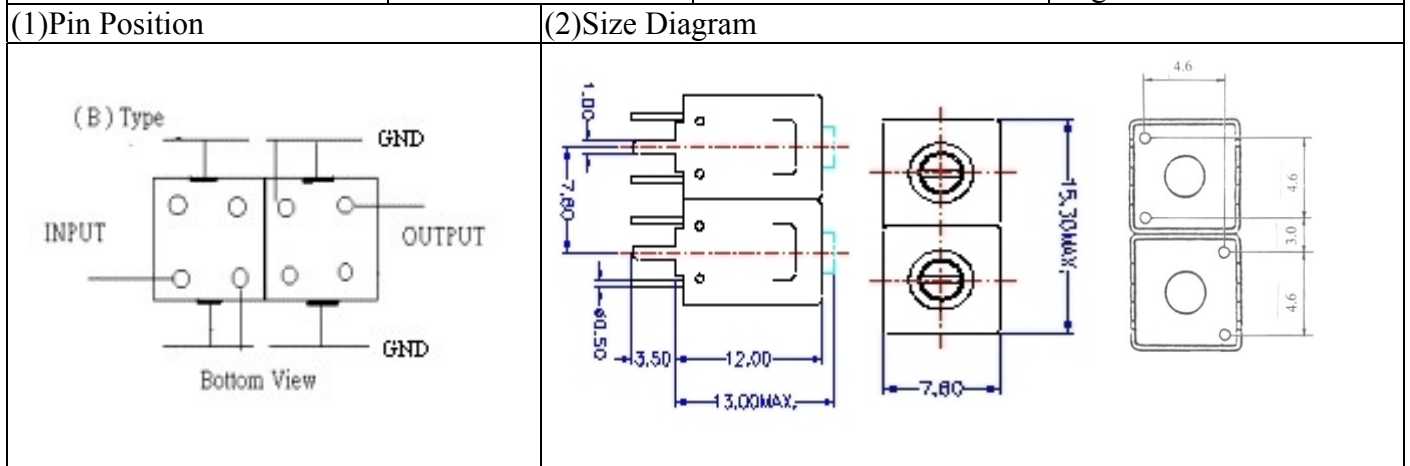 (1)Pin Position
(2)Size Diagram
(B) Type
GND
INPUT
OUTPUT
GND
Bottom View
1.00
7.60
φ0.50
3.50
12.00
13.00MAX.
15.30MAX.
7.60
4.6
4.6
3.0
4.6